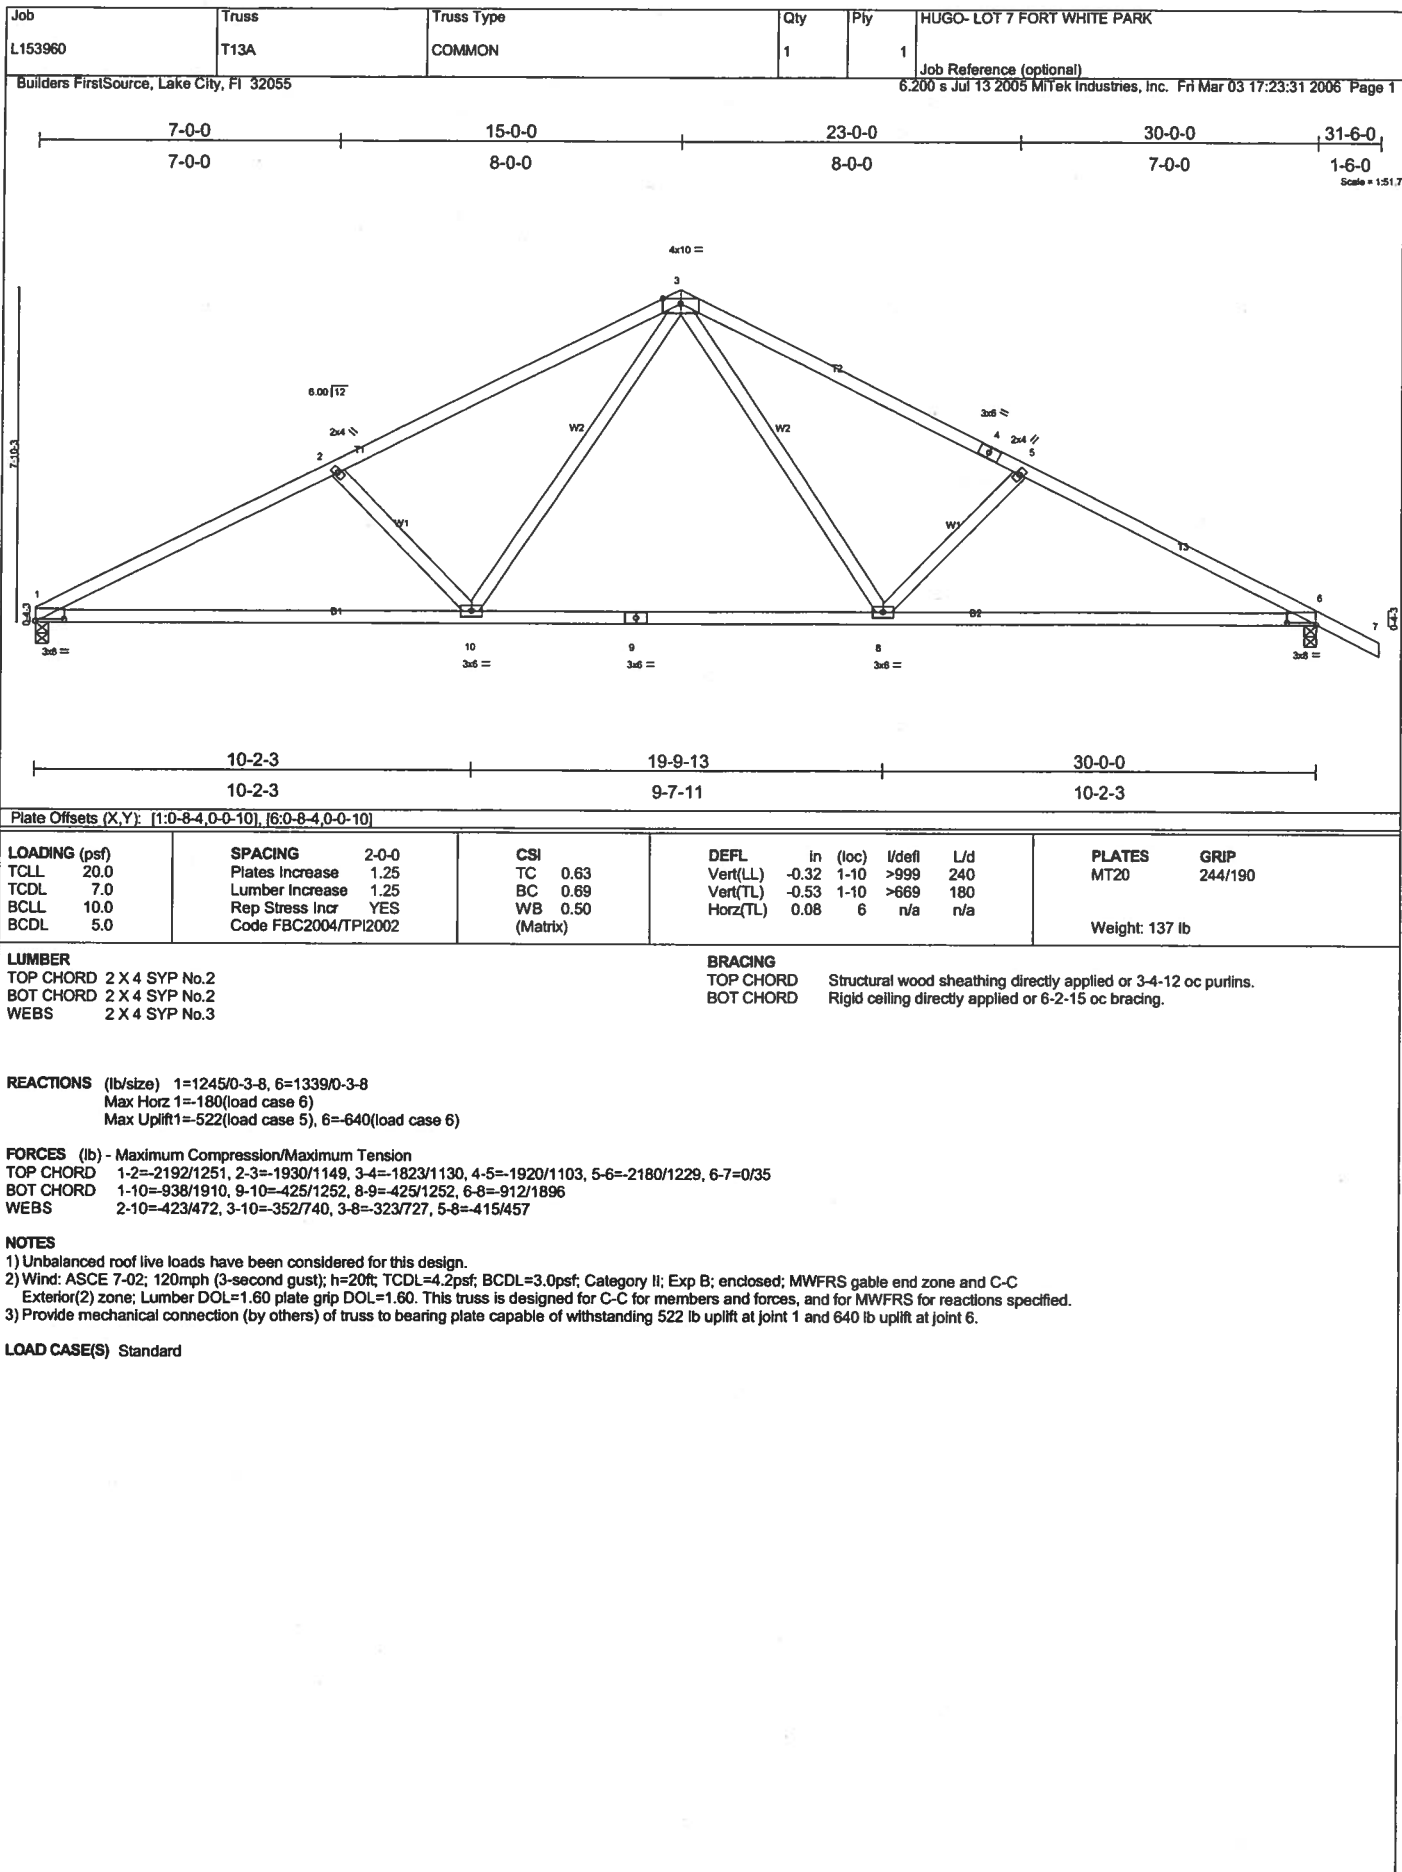 Job Truss Truss Type Qty Ply HUGO- LOT 7 FORT WHITE PARK
L153960 T13A COMMON 1 1
Job Reference (optional)
Builders FirstSource, Lake City, Fl 32055 6.200 s Jul 13 2005 MiTek Industries, Inc. Fri Mar 03 17:23:31 2006 Page 1
7-0-0 15-0-0 23-0-0 30-0-0 31-6-0
7-0-0 8-0-0 8-0-0 7-0-0 1-6-0
Scale = 1:51.7
4x10 =
3
T2
6.00 12
3x6
2x4
W2 W2
4 2x4
2 T1 5
7-10-3
W1 W1
T3
1 6
0-4-3 B1 B2 7 0-4-3
10 9 8
3x8 = 3x6 = 3x6 = 3x6 = 3x8 =
10-2-3 19-9-13 30-0-0
10-2-3 9-7-11 10-2-3
Plate Offsets (X,Y): [1:0-8-4,0-0-10], [6:0-8-4,0-0-10]
LOADING (psf) SPACING 2-0-0 CSI DEFL in (loc) l/defl L/d PLATES GRIP
TCLL 20.0 Plates Increase 1.25 TC 0.63 Vert(LL) -0.32 1-10 >999 240 MT20 244/190
TCDL 7.0 Lumber Increase 1.25 BC 0.69 Vert(TL) -0.53 1-10 >669 180
BCLL 10.0 Rep Stress Incr YES WB 0.50 Horz(TL) 0.08 6 n/a n/a
BCDL 5.0 Code FBC2004/TPI2002 (Matrix) Weight: 137 lb
LUMBER
TOP CHORD 2 X 4 SYP No.2
BOT CHORD 2 X 4 SYP No.2
WEBS 2 X 4 SYP No.3
BRACING
TOP CHORD Structural wood sheathing directly applied or 3-4-12 oc purlins.
BOT CHORD Rigid ceiling directly applied or 6-2-15 oc bracing.
REACTIONS (lb/size) 1=1245/0-3-8, 6=1339/0-3-8
Max Horz 1=-180(load case 6)
Max Uplift1=-522(load case 5), 6=-640(load case 6)
FORCES (lb) - Maximum Compression/Maximum Tension
TOP CHORD 1-2=-2192/1251, 2-3=-1930/1149, 3-4=-1823/1130, 4-5=-1920/1103, 5-6=-2180/1229, 6-7=0/35
BOT CHORD 1-10=-938/1910, 9-10=-425/1252, 8-9=-425/1252, 6-8=-912/1896
WEBS 2-10=-423/472, 3-10=-352/740, 3-8=-323/727, 5-8=-415/457
NOTES
1) Unbalanced roof live loads have been considered for this design.
2) Wind: ASCE 7-02; 120mph (3-second gust); h=20ft; TCDL=4.2psf; BCDL=3.0psf; Category II; Exp B; enclosed; MWFRS gable end zone and C-C
Exterior(2) zone; Lumber DOL=1.60 plate grip DOL=1.60. This truss is designed for C-C for members and forces, and for MWFRS for reactions specified.
3) Provide mechanical connection (by others) of truss to bearing plate capable of withstanding 522 lb uplift at joint 1 and 640 lb uplift at joint 6.
LOAD CASE(S) Standard